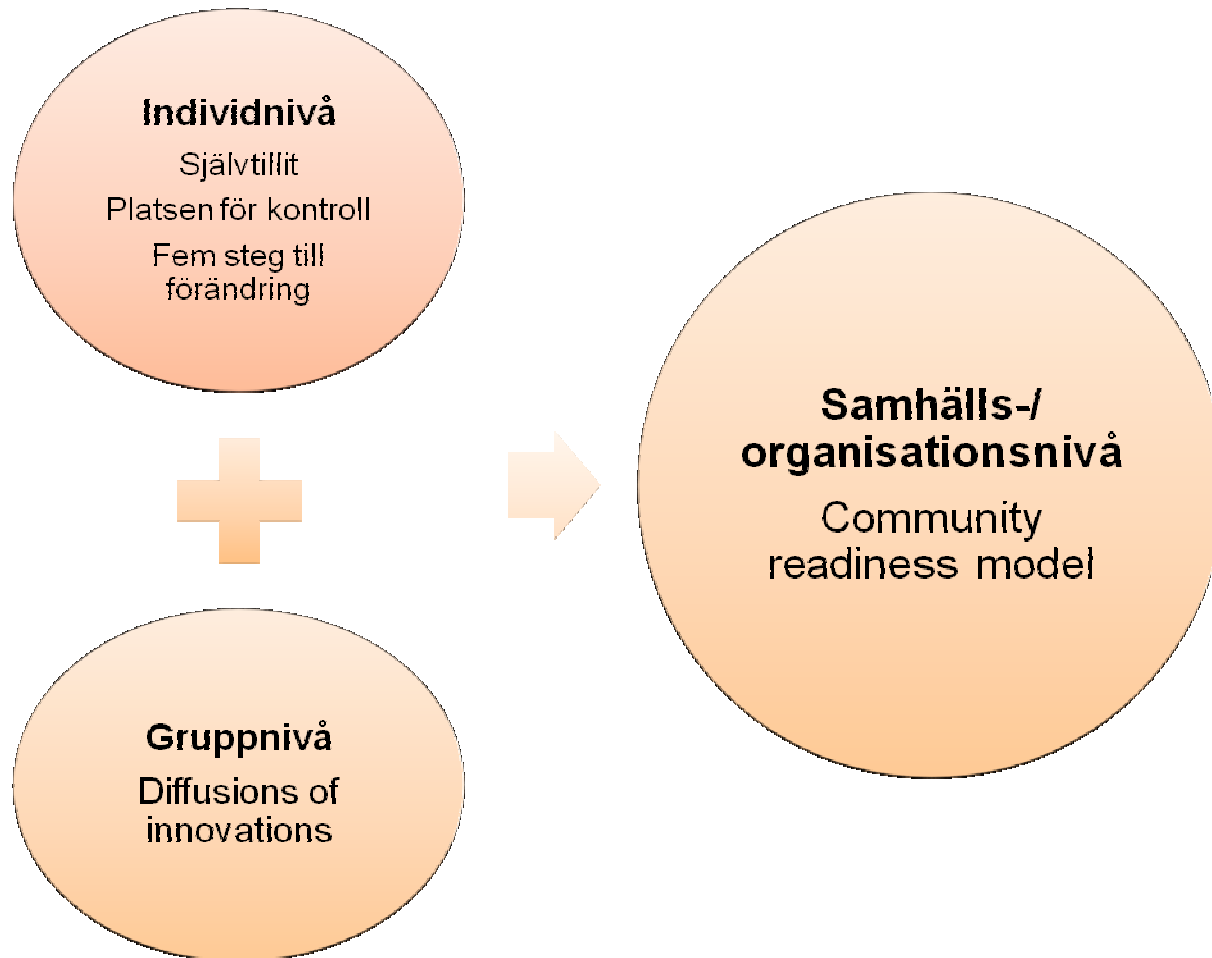 Individnivå
Självtillit
Platsen för kontroll
Fem steg till
förändring
Gruppnivå
Diffusions of
innovations
Samhälls-/
organisationsnivå
Community
readiness model